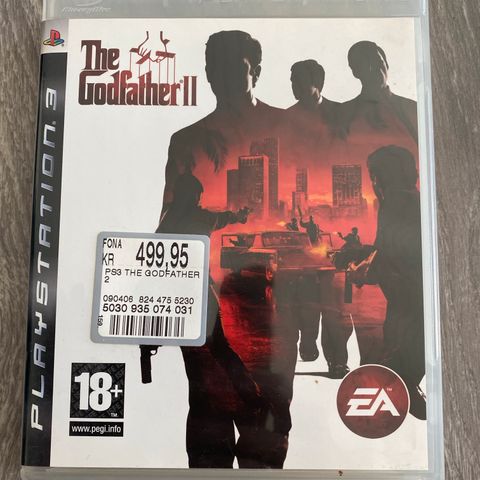 PLAYSTATION 3
The
Godfather II
FONA
KR 499,95
PS3 THE GODFATHER
2
090406 824 475 5230
5030 935 074 031
159
18+
www.pegi.info
EA